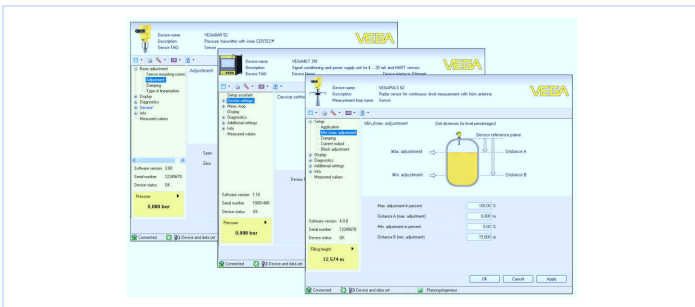 Device name VEGABAR 52
Description Pressure transmitter with inner CERTEC®
Sensor TAG Sensor
VEGA
Basic adjustment
Sensor mounting correc
Adjustment
Damping
Type of linearization
Display
Diagnostics
Service
Info
Measured values
Adjustment
Span
Zero
Software version 3.80
Serial number 12345678
Device status OK
Pressure
0,000 bar
Connected Device and data set
Device name VEGAMET 391
Description Signal conditioning and power supply unit for 4 .. 20 mA and HART sensors
Device TAG Device Name Device interface: Ethernet
VEGA
Setup assistant
Device settings
Meas. loop
Display
Diagnostics
Additional settings
Info
Measured values
Device settin
Device
Software version 1.10
Serial number
Device status OK
Pressure
0,000 bar
Connected Device and data set
Device name VEGAPULS 62
Description Radar sensor for continuous level measurement with horn antenna
Measurement loop name Sensor
VEGA
Setup
Application
Min./max. adjustment
Damping
Current output
Block adjustment
Display
Diagnostics
Additional settings
Info
Measured values
Min./max. adjustment (Set distances for level percentages)
Sensor reference plane
Max. adjustment
Distance A
Min. adjustment
Distance B
Max. adjustment in percent 100,00 %
Distance A (max. adjustment) 0,000 m
Min. adjustment in percent 0,00 %
Distance B (min. adjustment) 15,000 m
Software version 4.0.0
Serial number 12345678
Device status OK
Filling height
12,574 m
OK Cancel Apply
Connected Device and data set Planungsingenieur